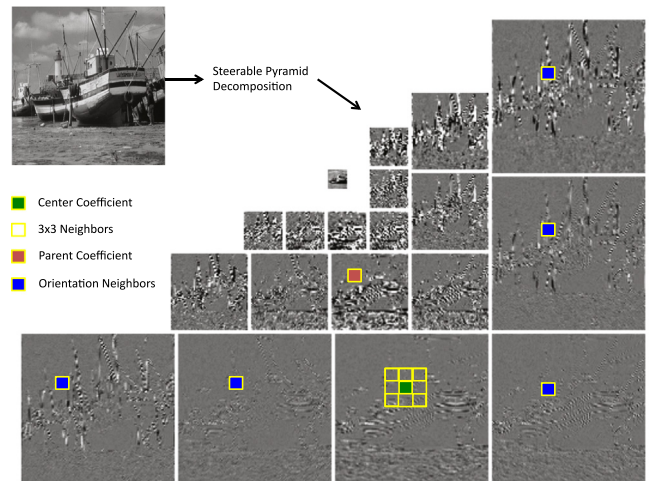 Steerable Pyramid
Decomposition
Center Coefficient
3x3 Neighbors
Parent Coefficient
Orientation Neighbors